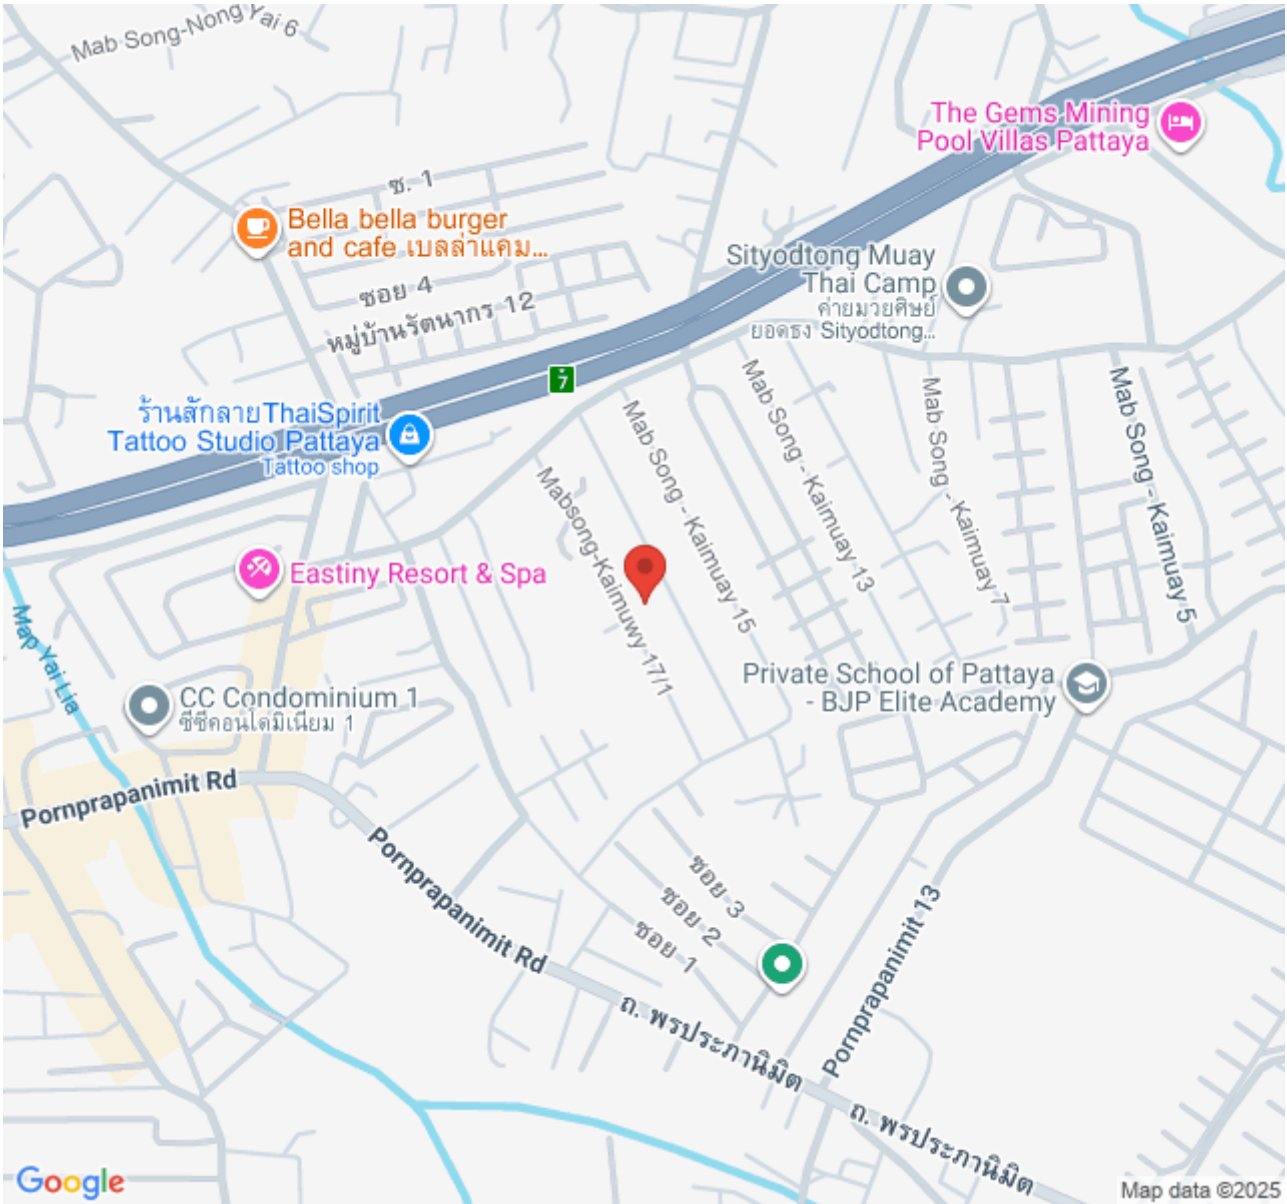 Mab Song-Nong Yai 6
The Gems Mining
Pool Villas Pattaya
ซ. 1
Bella bella burger
and cafe เบลล่าแคม...
Sityodtong Muay
Thai Camp
ค่ายมวยศิษย์
ยอดธง Sityodtong...
ซอย 4
หมู่บ้านรัตนากร 12
7
ร้านสักลายThaiSpirit
Tattoo Studio Pattaya
Tattoo shop
Mab Song - Kaimuay 15
Mab Song - Kaimuay 13
Mab Song - Kaimuay 7
Mab Song - Kaimuay 5
Mabsong-Kaimuwy 17/1
Eastiny Resort & Spa
Map Yai Lia
CC Condominium 1
ซีซีคอนโดมิเนียม 1
Private School of Pattaya
- BJP Elite Academy
Pornprapanimit Rd
Pornprapanimit Rd
ซอย 3
ซอย 2
ซอย 1
Pornprapanimit 13
ถ. พรประภานิมิต
ถ. พรประภานิมิต
Google
Map data ©2025